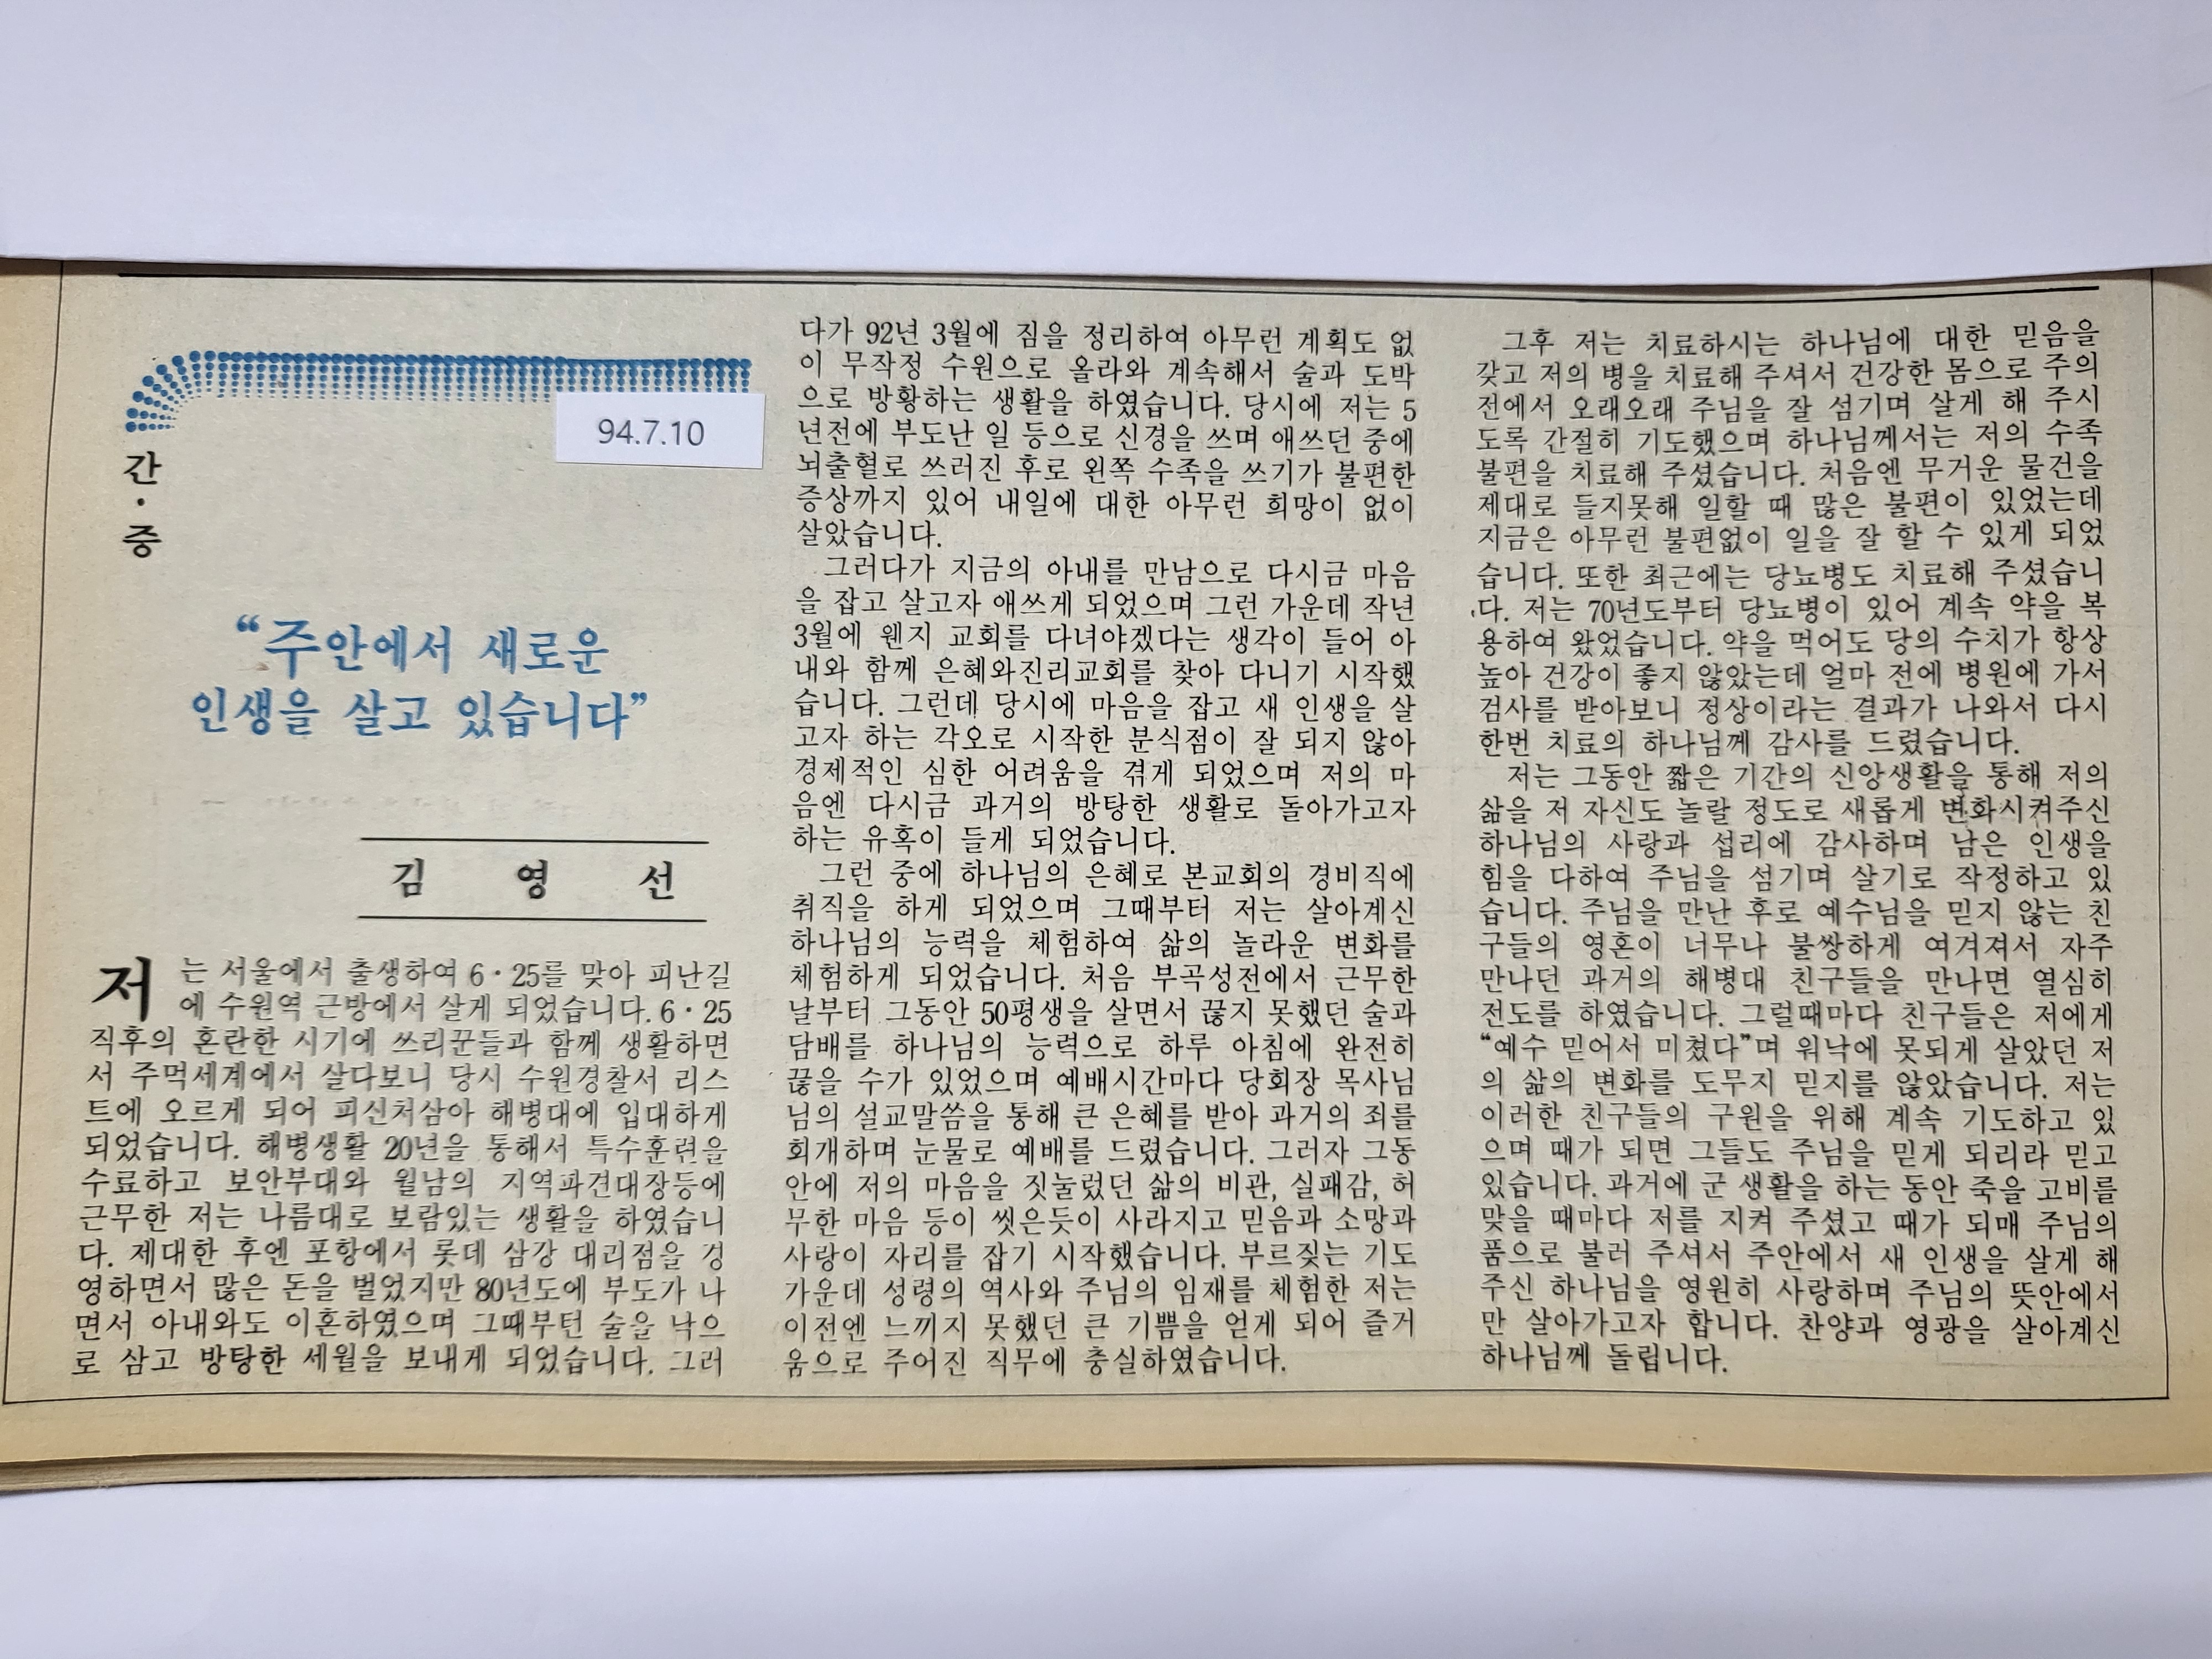 94.7.10
간·중
“주안에서 새로운
인생을 살고 있습니다”
김 영 선
저는 서울에서 출생하여 6·25를 맞아 피난길
에 수원역 근방에서 살게 되었습니다. 6·25
직후의 혼란한 시기에 쓰리꾼들과 함께 생활하면
서 주먹세계에서 살다보니 당시 수원경찰서 리스
트에 오르게 되어 피신처삼아 해병대에 입대하게
되었습니다. 해병생활 20년을 통해서 특수훈련을
수료하고 보안부대와 월남의 지역파견대장등에
근무한 저는 나름대로 보람있는 생활을 하였습니
다. 제대한 후엔 포항에서 롯데 삼강 대리점을 경
영하면서 많은 돈을 벌었지만 80년도에 부도가 나
면서 아내와도 이혼하였으며 그때부턴 술을 낙으
로 삼고 방탕한 세월을 보내게 되었습니다. 그러
다가 92년 3월에 짐을 정리하여 아무런 계획도 없
이 무작정 수원으로 올라와 계속해서 술과 도박
으로 방황하는 생활을 하였습니다. 당시에 저는 5
년전에 부도난 일 등으로 신경을 쓰며 애쓰던 중에
뇌출혈로 쓰러진 후로 왼쪽 수족을 쓰기가 불편한
증상까지 있어 내일에 대한 아무런 희망이 없이
살았습니다.
그러다가 지금의 아내를 만남으로 다시금 마음
을 잡고 살고자 애쓰게 되었으며 그런 가운데 작년
3월에 웬지 교회를 다녀야겠다는 생각이 들어 아
내와 함께 은혜와진리교회를 찾아 다니기 시작했
습니다. 그런데 당시에 마음을 잡고 새 인생을 살
고자 하는 각오로 시작한 분식점이 잘 되지 않아
경제적인 심한 어려움을 겪게 되었으며 저의 마
음엔 다시금 과거의 방탕한 생활로 돌아가고자
하는 유혹이 들게 되었습니다.
그런 중에 하나님의 은혜로 본교회의 경비직에
취직을 하게 되었으며 그때부터 저는 살아계신
하나님의 능력을 체험하여 삶의 놀라운 변화를
체험하게 되었습니다. 처음 부곡성전에서 근무한
날부터 그동안 50평생을 살면서 끊지 못했던 술과
담배를 하나님의 능력으로 하루 아침에 완전히
끊을 수가 있었으며 예배시간마다 당회장 목사님
님의 설교말씀을 통해 큰 은혜를 받아 과거의 죄를
회개하며 눈물로 예배를 드렸습니다. 그러자 그동
안에 저의 마음을 짓눌렀던 삶의 비관, 실패감, 허
무한 마음 등이 씻은듯이 사라지고 믿음과 소망과
사랑이 자리를 잡기 시작했습니다. 부르짖는 기도
가운데 성령의 역사와 주님의 임재를 체험한 저는
이전엔 느끼지 못했던 큰 기쁨을 얻게 되어 즐거
움으로 주어진 직무에 충실하였습니다.
그후 저는 치료하시는 하나님에 대한 믿음을
갖고 저의 병을 치료해 주셔서 건강한 몸으로 주의
전에서 오래오래 주님을 잘 섬기며 살게 해 주시
도록 간절히 기도했으며 하나님께서는 저의 수족
불편을 치료해 주셨습니다. 처음엔 무거운 물건을
제대로 들지못해 일할 때 많은 불편이 있었는데
지금은 아무런 불편없이 일을 잘 할 수 있게 되었
습니다. 또한 최근에는 당뇨병도 치료해 주셨습니
다. 저는 70년도부터 당뇨병이 있어 계속 약을 복
용하여 왔었습니다. 약을 먹어도 당의 수치가 항상
높아 건강이 좋지 않았는데 얼마 전에 병원에 가서
검사를 받아보니 정상이라는 결과가 나와서 다시
한번 치료의 하나님께 감사를 드렸습니다.
저는 그동안 짧은 기간의 신앙생활을 통해 저의
삶을 저 자신도 놀랄 정도로 새롭게 변화시켜주신
하나님의 사랑과 섭리에 감사하며 남은 인생을
힘을 다하여 주님을 섬기며 살기로 작정하고 있
습니다. 주님을 만난 후로 예수님을 믿지 않는 친
구들의 영혼이 너무나 불쌍하게 여겨져서 자주
만나던 과거의 해병대 친구들을 만나면 열심히
전도를 하였습니다. 그럴때마다 친구들은 저에게
“예수 믿어서 미쳤다”며 워낙에 못되게 살았던 저
의 삶의 변화를 도무지 믿지를 않았습니다. 저는
이러한 친구들의 구원을 위해 계속 기도하고 있
으며 때가 되면 그들도 주님을 믿게 되리라 믿고
있습니다. 과거에 군 생활을 하는 동안 죽을 고비를
맞을 때마다 저를 지켜 주셨고 때가 되매 주님의
품으로 불러 주셔서 주안에서 새 인생을 살게 해
주신 하나님을 영원히 사랑하며 주님의 뜻안에서
만 살아가고자 합니다. 찬양과 영광을 살아계신
하나님께 돌립니다.